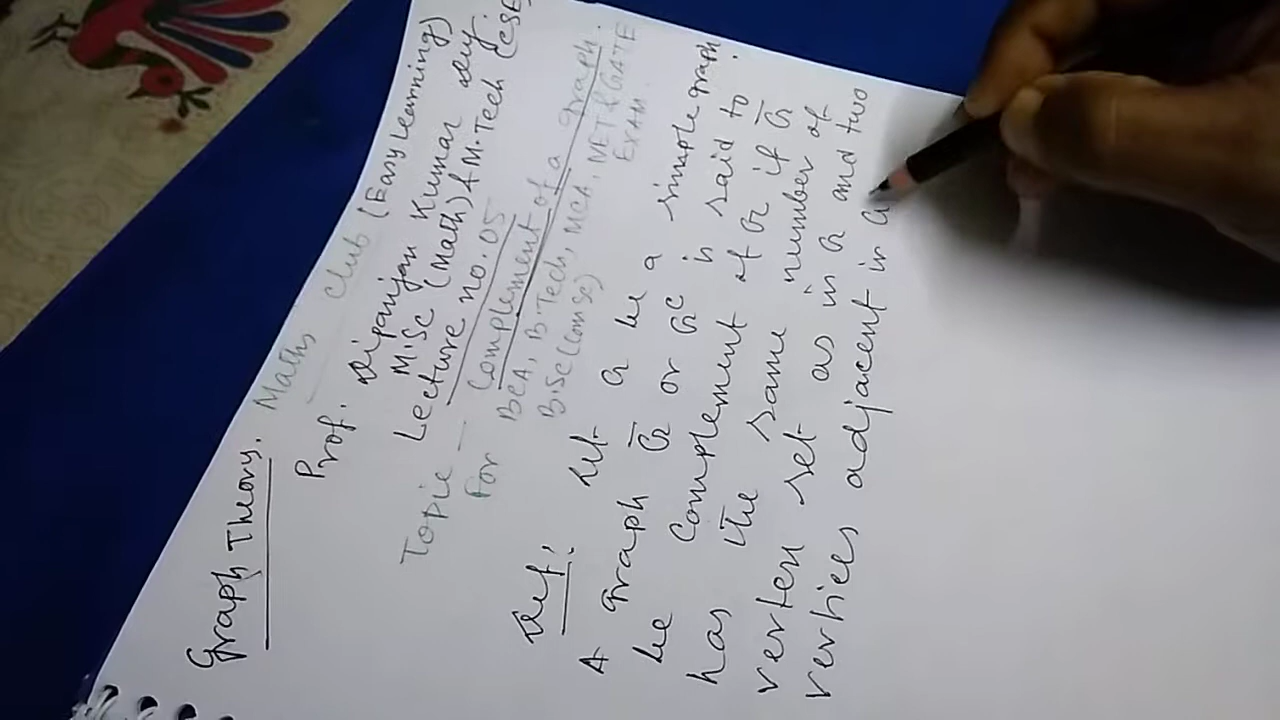 Graph Theory. Maths Club (Easy Learning)
Prof. Dipanjan Kumar Dey.
M.Sc (Math) & M.Tech (CSE
Lecture no. 05
Topic - Complement of a graph.
For BCA, B.Tech, MCA, NET & GATE
B.Sc (Comsc) EXAM.
Def: Let G be a simple graph
A graph G̅ or Gᶜ is said to
be Complement of G if G̅
has the same number of
vertex set as in G and two
vertices adjacent in G